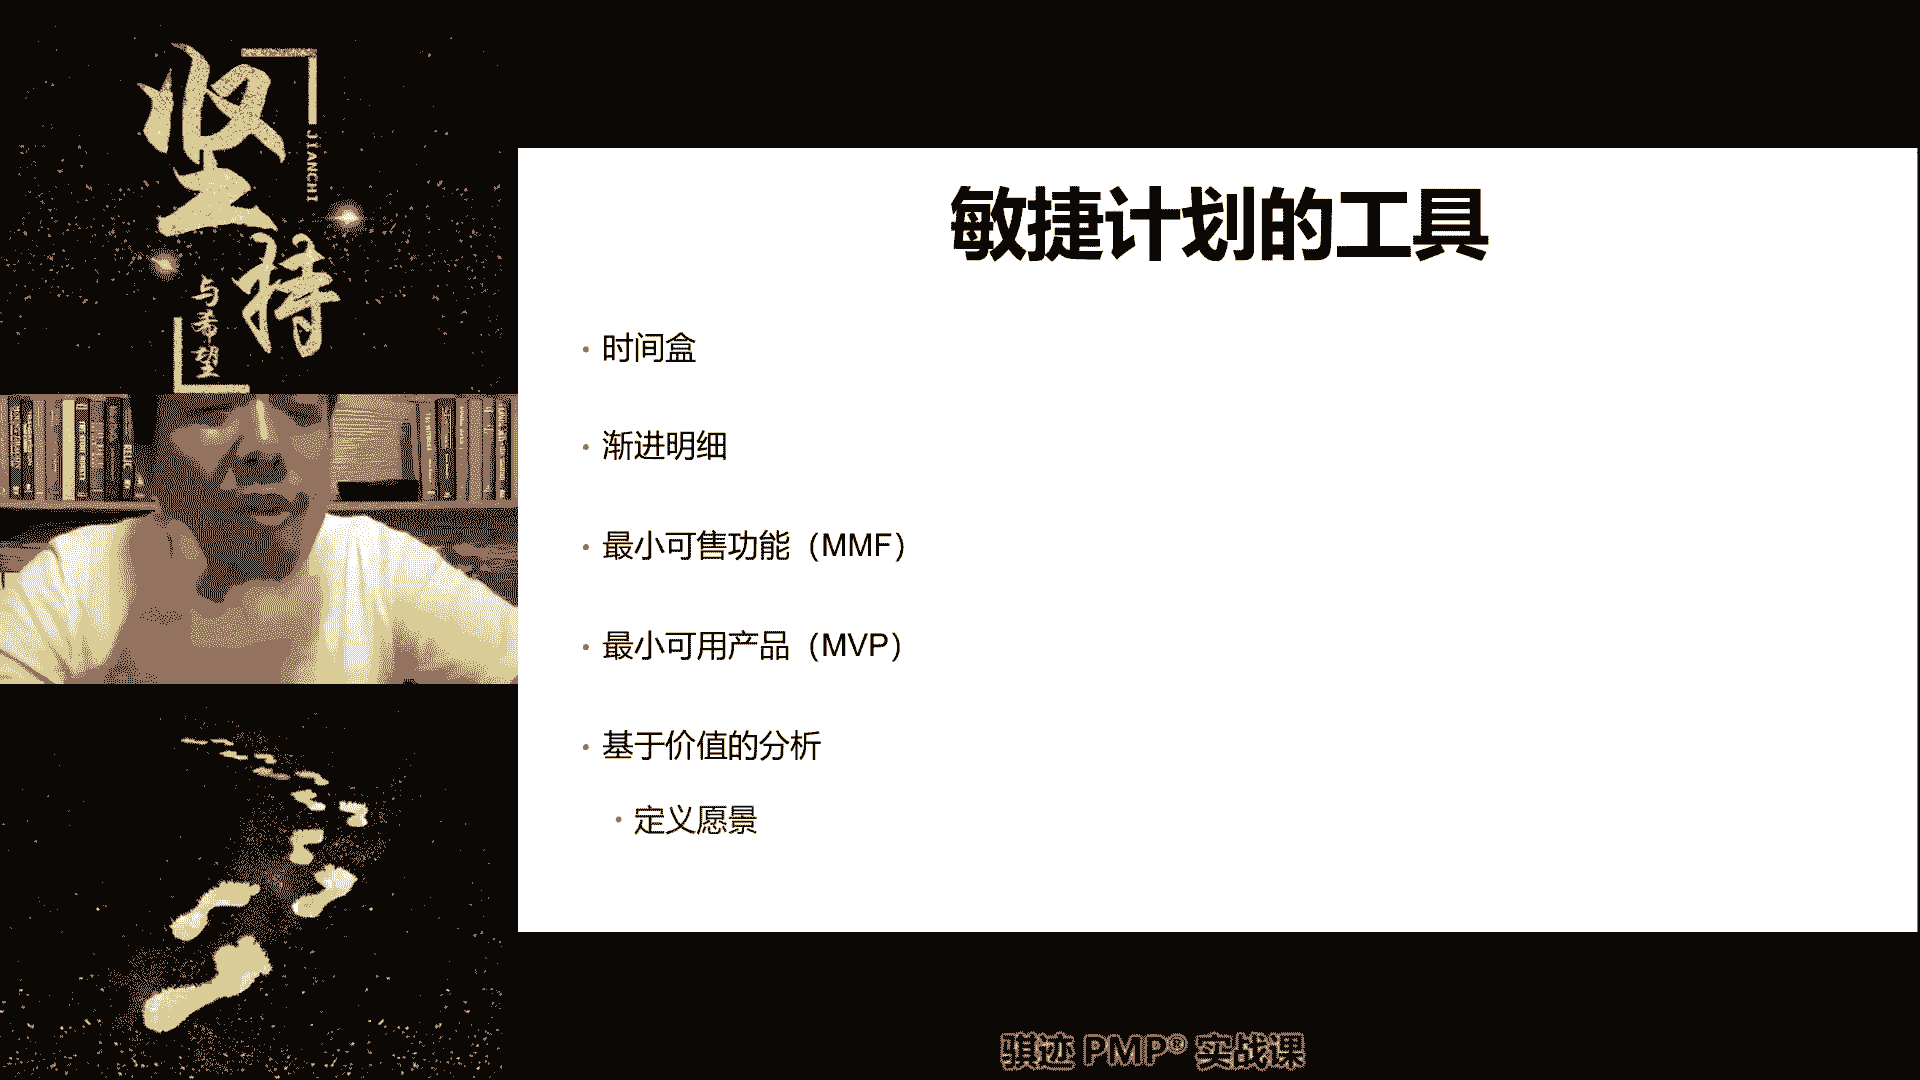 坚持
JIANCHI
与希望
敏捷计划的工具
• 时间盒
• 渐进明细
• 最小可售功能（MMF）
• 最小可用产品（MVP）
• 基于价值的分析
• 定义愿景
骐迹 PMP® 实战课